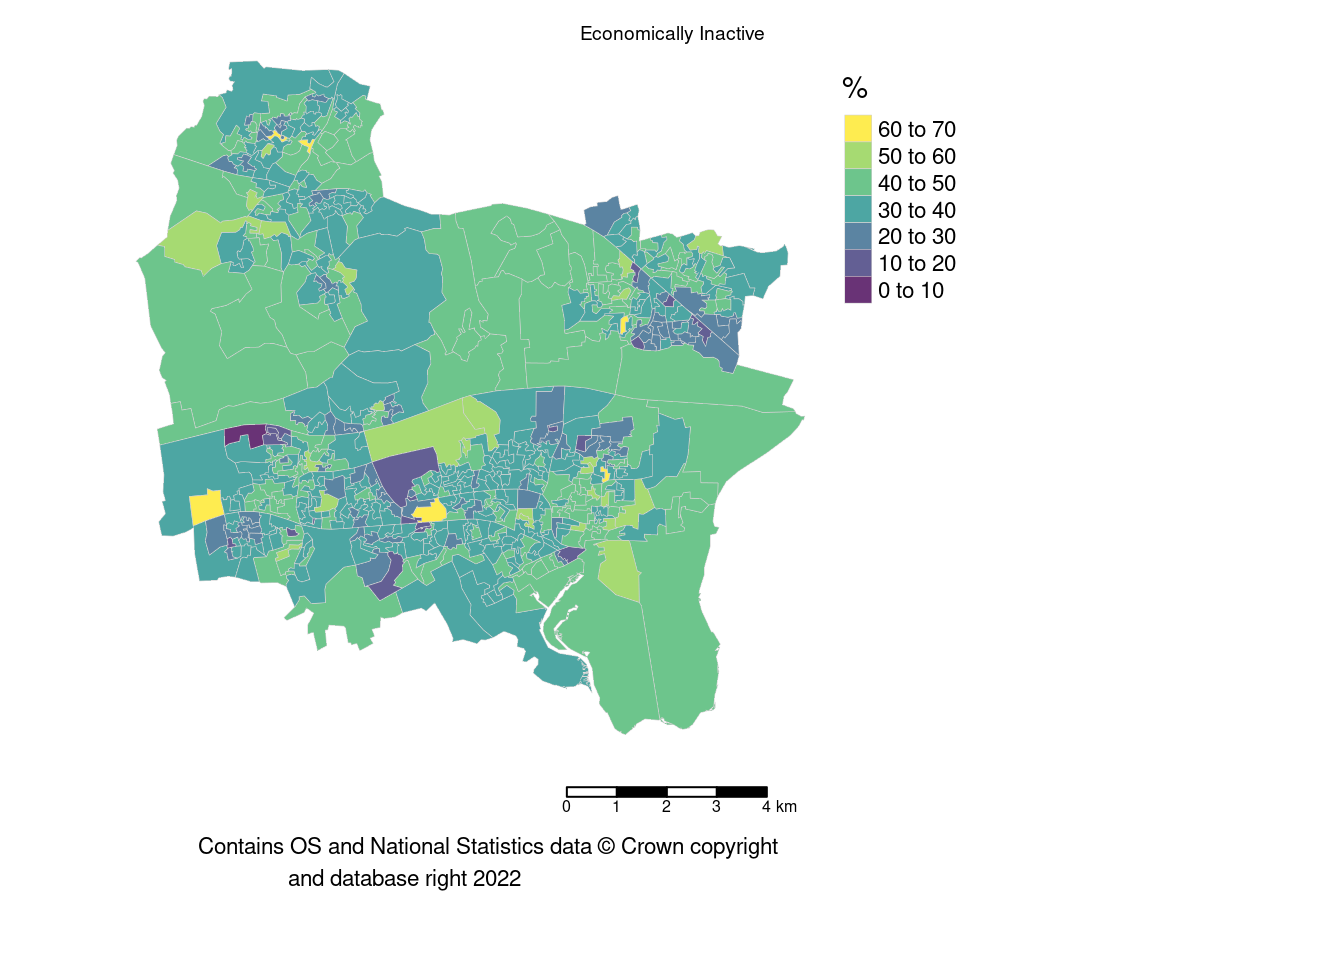 Economically Inactive
%
60 to 70
50 to 60
40 to 50
30 to 40
20 to 30
10 to 20
0 to 10
0 1 2 3 4 km
Contains OS and National Statistics data © Crown copyright
and database right 2022